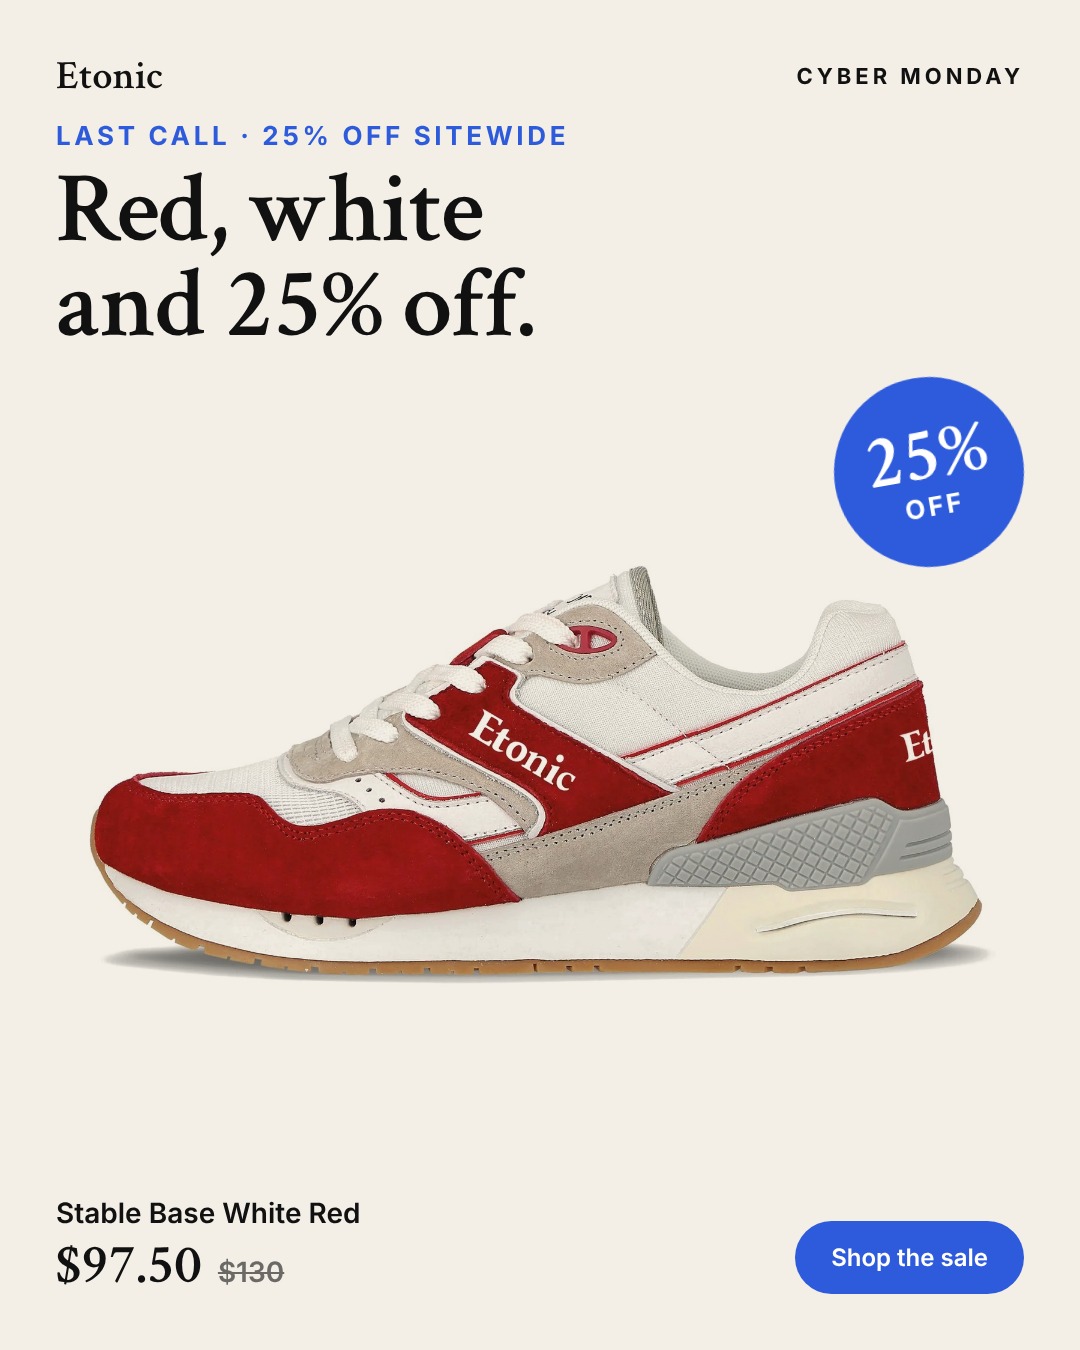 Etonic
CYBER MONDAY
LAST CALL · 25% OFF SITEWIDE
Red, white
and 25% off.
25%
OFF
Etonic
Et
Stable Base White Red
$97.50 $130
Shop the sale